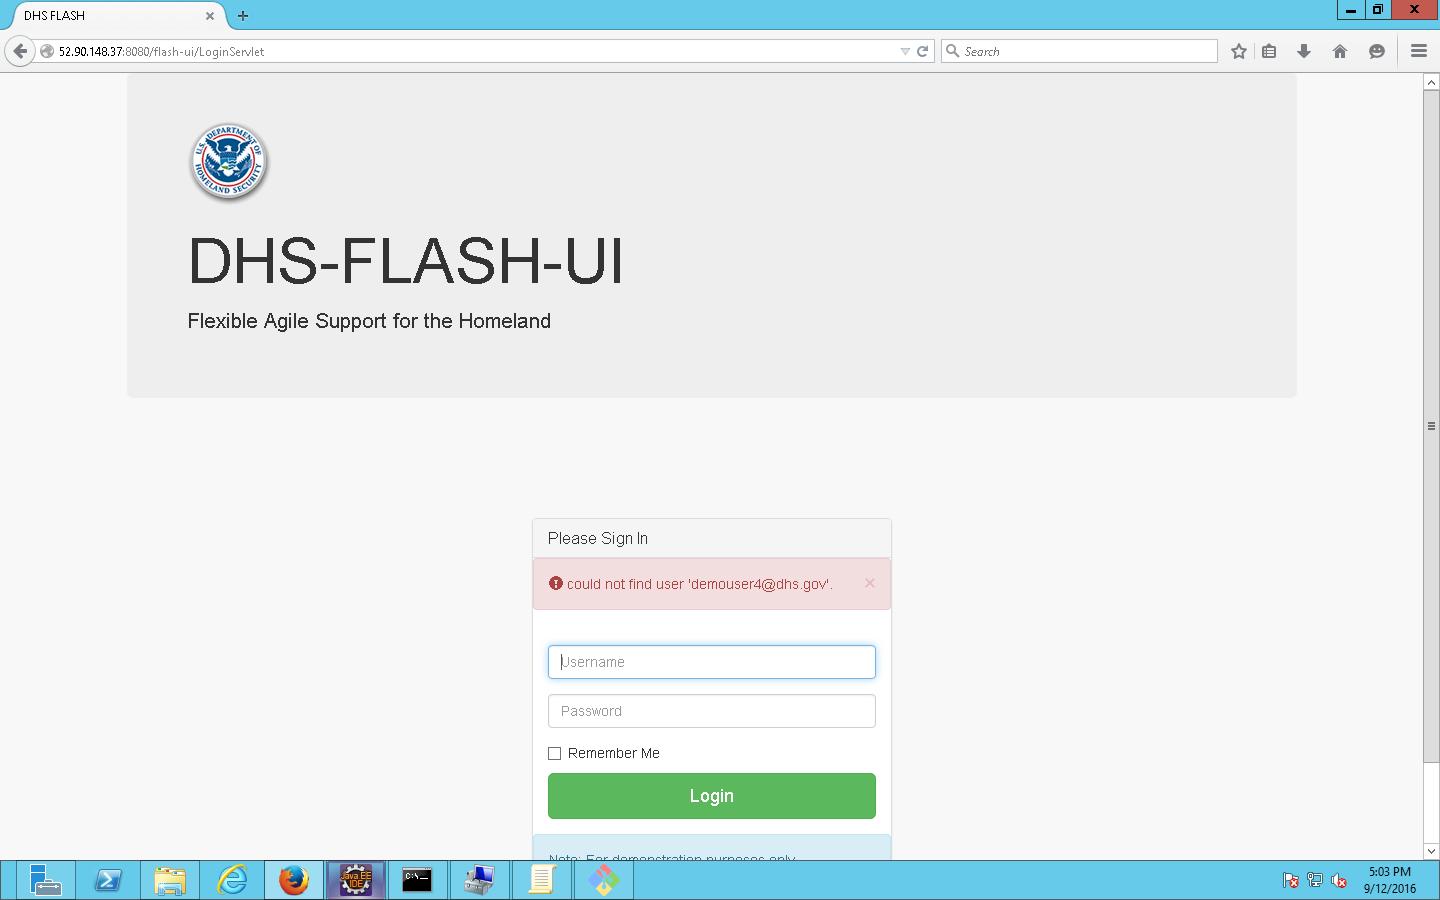 DHS FLASH
52.90.148.37:8080/flash-ui/LoginServlet
Search
U.S. DEPARTMENT OF HOMELAND SECURITY
DHS-FLASH-UI
Flexible Agile Support for the Homeland
Please Sign In
could not find user 'demouser4@dhs.gov'.
Username
Password
Remember Me
Login
Note: For demonstration purposes only
Java EE
IDE
C:\_
5:03 PM
9/12/2016